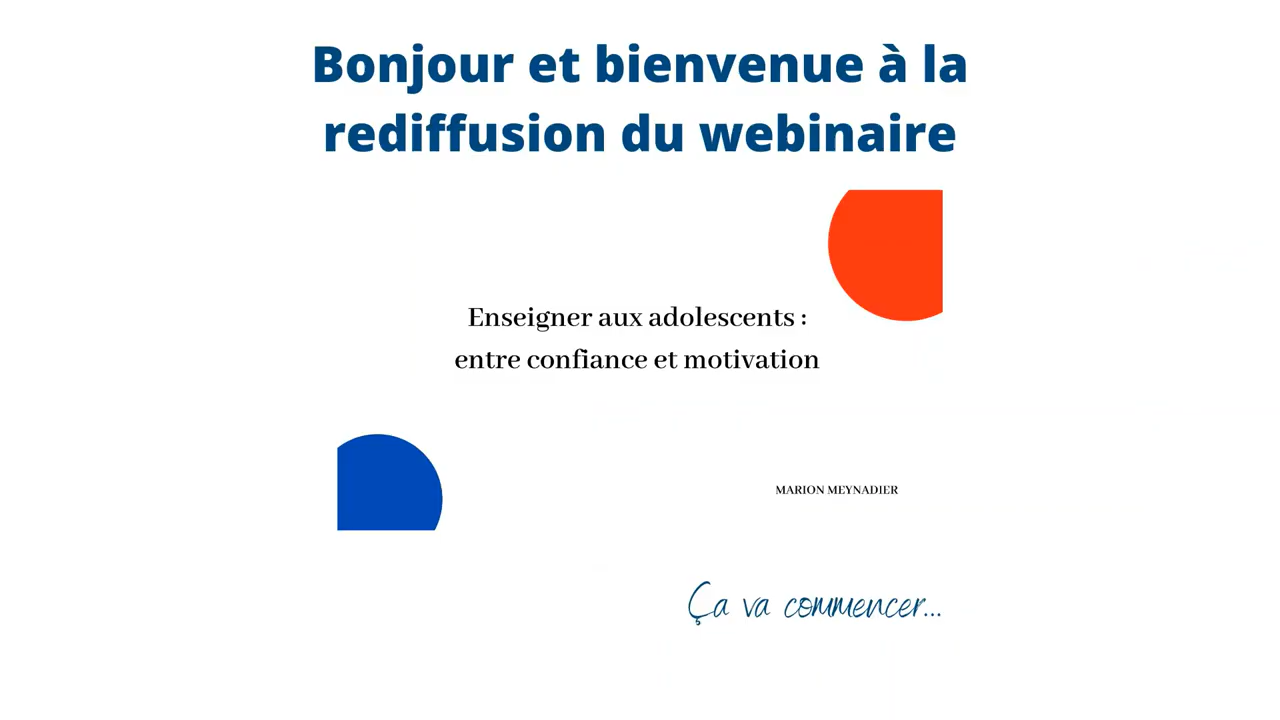 Bonjour et bienvenue à la
rediffusion du webinaire
Enseigner aux adolescents :
entre confiance et motivation
MARION MEYNADIER
Ça va commencer...